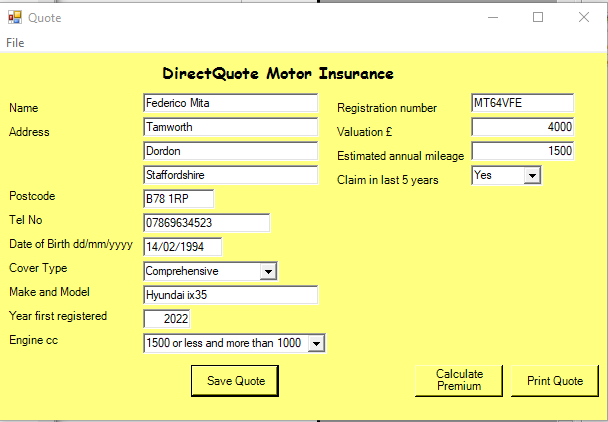 Quote
File
DirectQuote Motor Insurance
Name Federico Mita
Address Tamworth
Dordon
Staffordshire
Postcode B78 1RP
Tel No 07869634523
Date of Birth dd/mm/yyyy 14/02/1994
Cover Type Comprehensive
Make and Model Hyundai ix35
Year first registered 2022
Engine cc 1500 or less and more than 1000
Registration number MT64VFE
Valuation £ 4000
Estimated annual mileage 1500
Claim in last 5 years Yes
Save Quote
Calculate
Premium
Print Quote